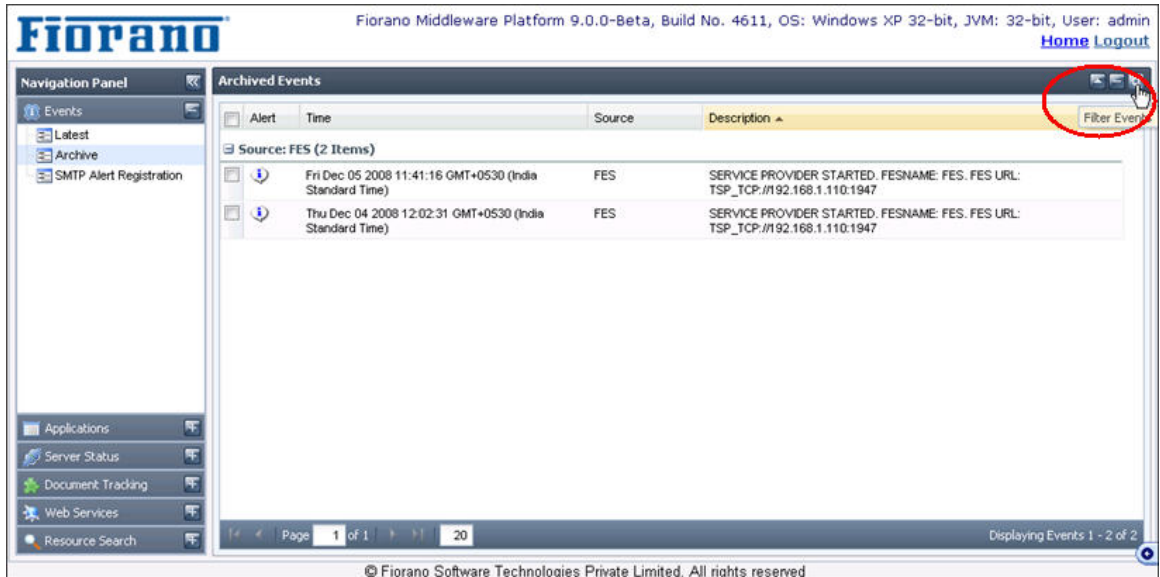 Fiorano
Fiorano Middleware Platform 9.0.0-Beta, Build No. 4611, OS: Windows XP 32-bit, JVM: 32-bit, User: admin
Home Logout
Navigation Panel
Archived Events
Events
Latest
Archive
SMTP Alert Registration
Alert Time Source Description
Filter Events
Source: FES (2 Items)
Fri Dec 05 2008 11:41:16 GMT+0530 (India
Standard Time)
FES
SERVICE PROVIDER STARTED. FESNAME: FES. FES URL:
TSP_TCP://192.168.1.110:1947
Thu Dec 04 2008 12:02:31 GMT+0530 (India
Standard Time)
FES
SERVICE PROVIDER STARTED. FESNAME: FES. FES URL:
TSP_TCP://192.168.1.110:1947
Applications
Server Status
Document Tracking
Web Services
Resource Search
Page 1 of 1 20
Displaying Events 1 - 2 of 2
© Fiorano Software Technologies Private Limited. All rights reserved